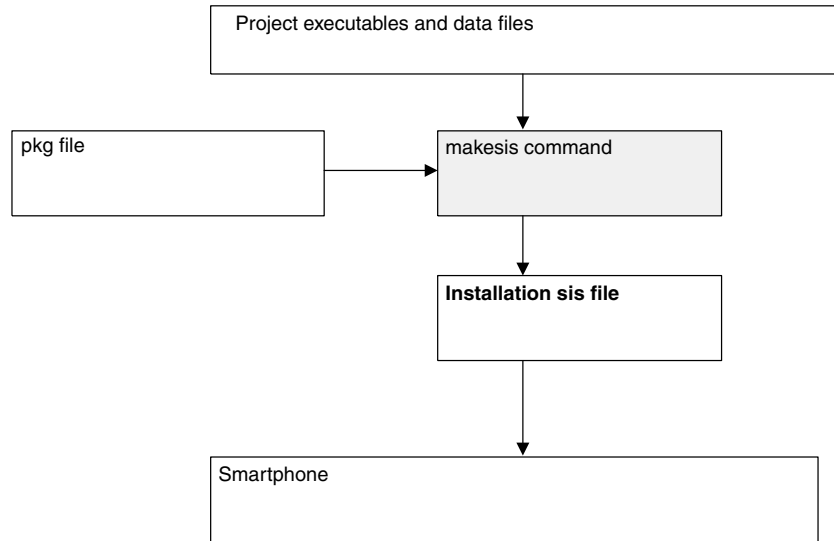 Project executables and data files
pkg file
makesis command
Installation sis file
Smartphone